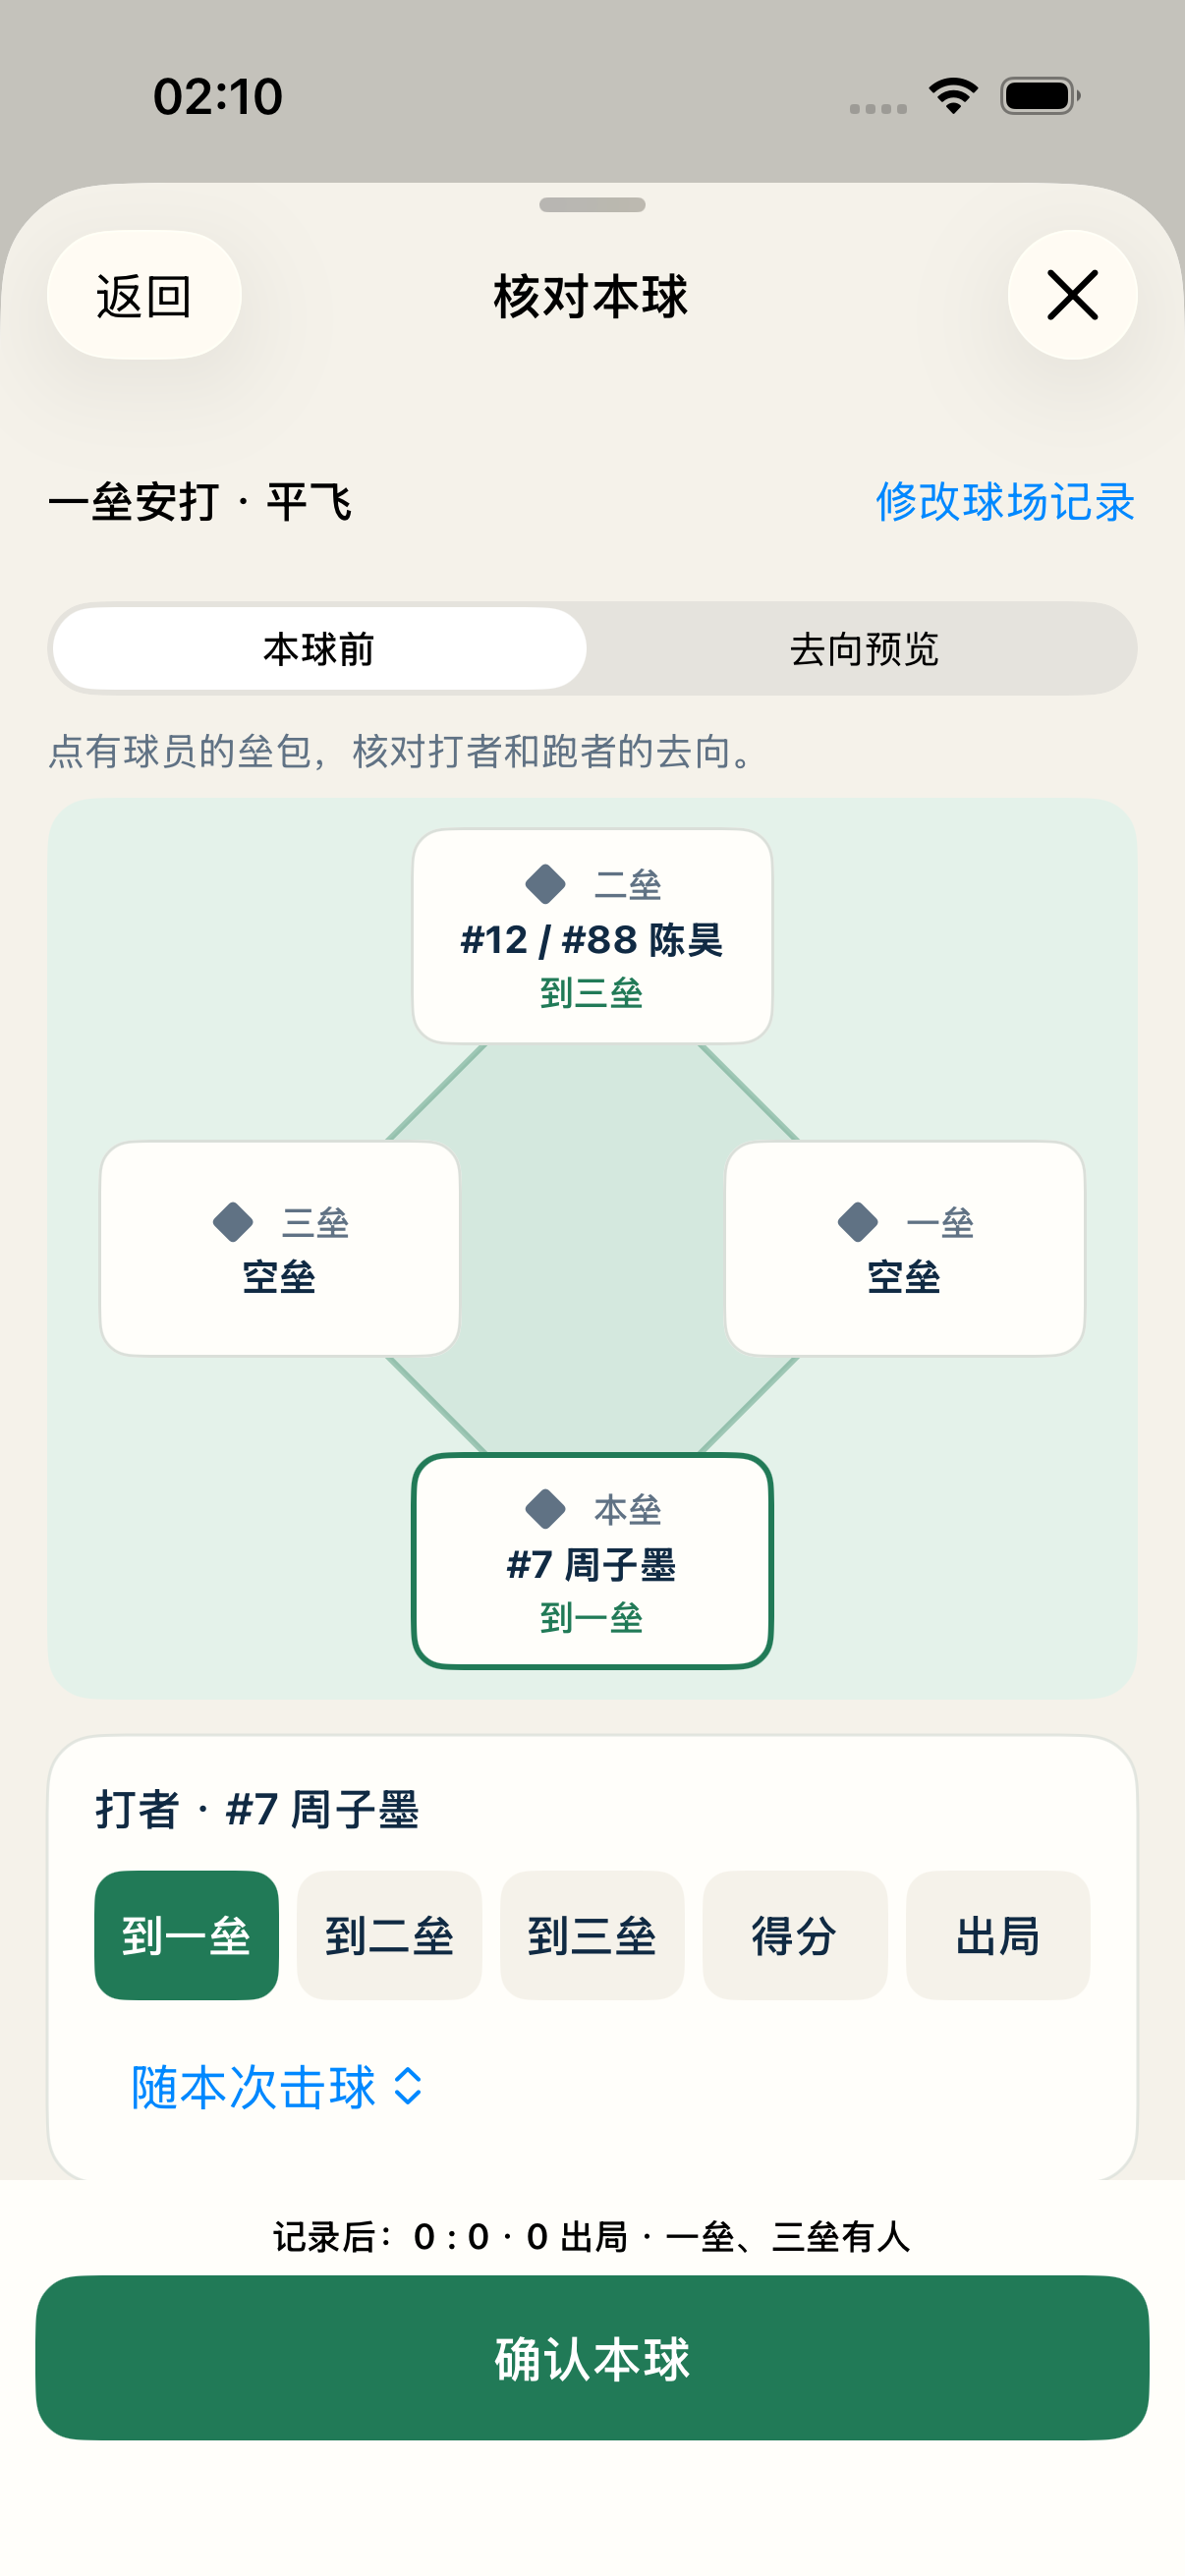 02:10
返回
核对本球
一垒安打 · 平飞
修改球场记录
本球前
去向预览
点有球员的垒包，核对打者和跑者的去向。
二垒
#12 / #88 陈昊
到三垒
三垒
空垒
一垒
空垒
本垒
#7 周子墨
到一垒
打者 · #7 周子墨
到一垒
到二垒
到三垒
得分
出局
随本次击球
记录后：0 : 0 · 0 出局 · 一垒、三垒有人
确认本球